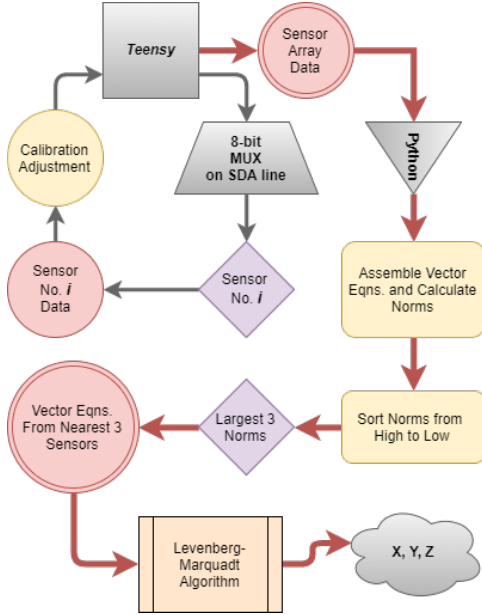 Teensy
Sensor
Array
Data
Calibration
Adjustment
8-bit
MUX
on SDA line
Python
Sensor
No. i
Data
Sensor
No. i
Assemble Vector
Eqns. and Calculate
Norms
Vector Eqns.
From Nearest 3
Sensors
Largest 3
Norms
Sort Norms from
High to Low
Levenberg-
Marquadt
Algorithm
X, Y, Z